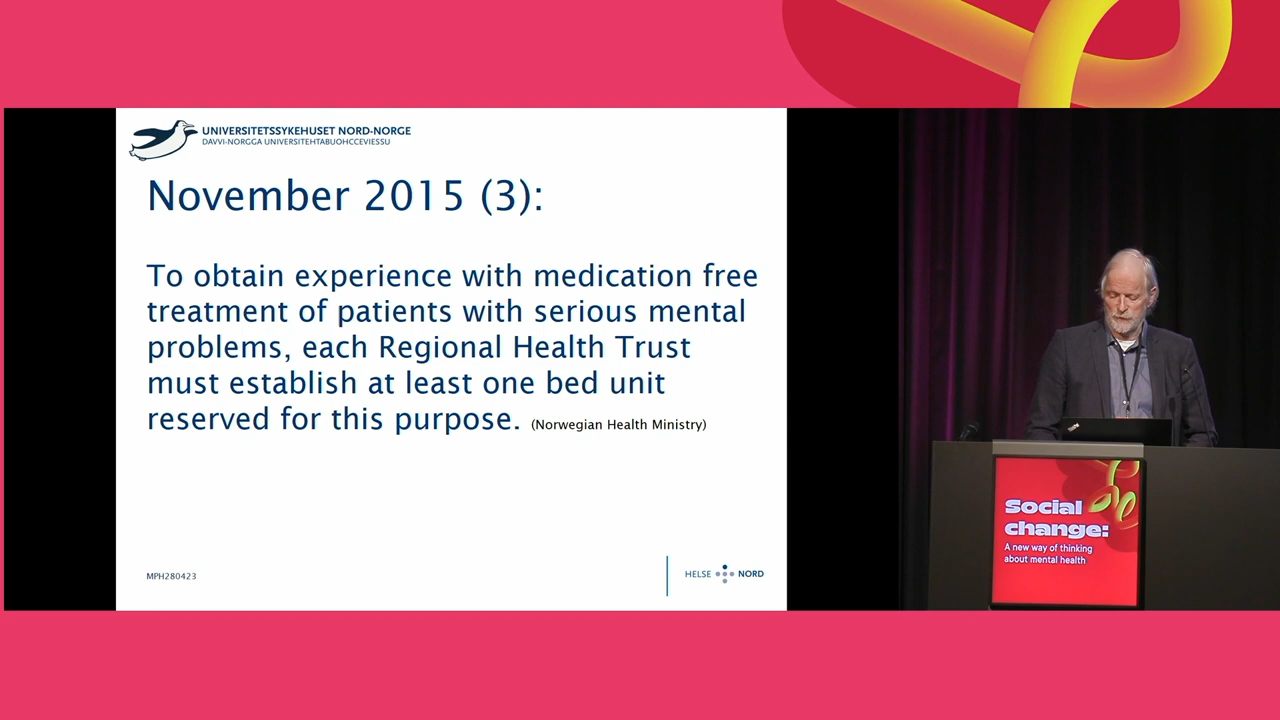 UNIVERSITETSSYKEHUSET NORD-NORGE
DAVVI-NORGGA UNIVERSITEHTABUOHCCEVIESSU
November 2015 (3):
To obtain experience with medication free
treatment of patients with serious mental
problems, each Regional Health Trust
must establish at least one bed unit
reserved for this purpose. (Norwegian Health Ministry)
MPH280423
HELSE NORD
Social
change:
A new way of thinking
about mental health